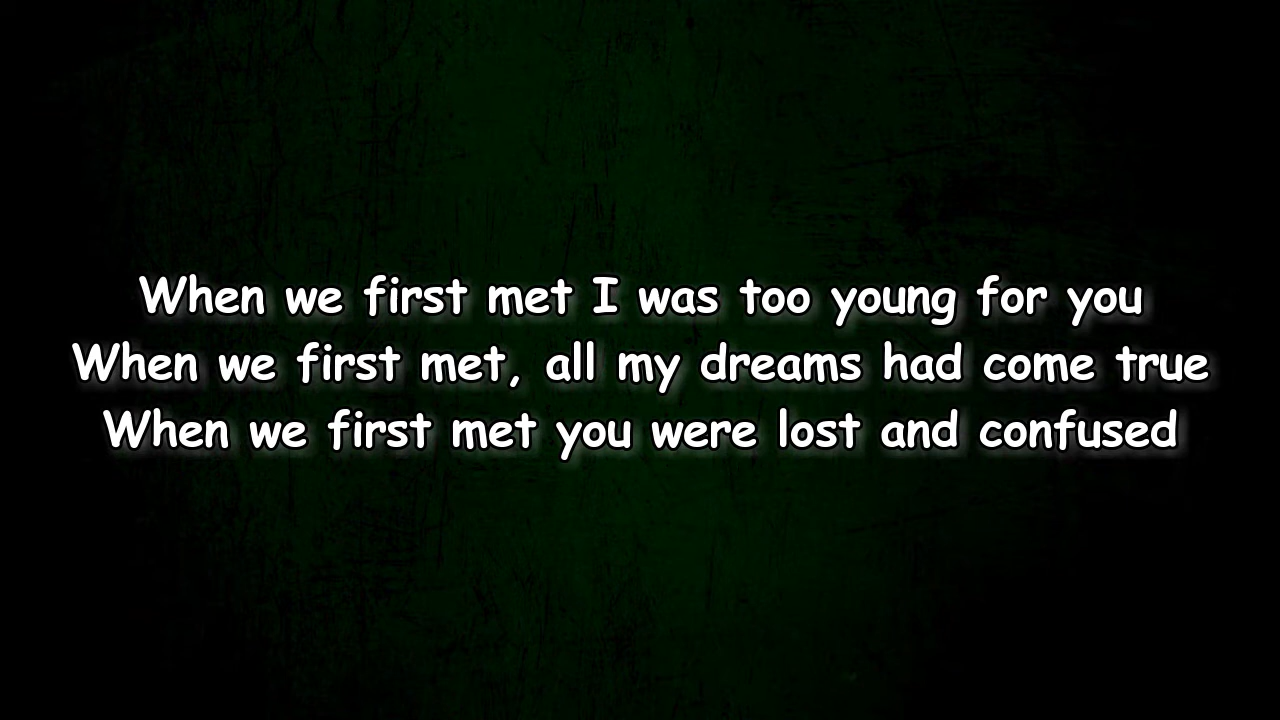 When we first met I was too young for you
When we first met, all my dreams had come true
When we first met you were lost and confused